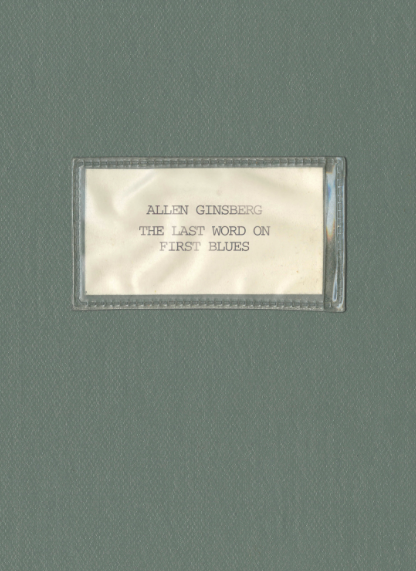 ALLEN GINSBERG
THE LAST WORD ON
FIRST BLUES